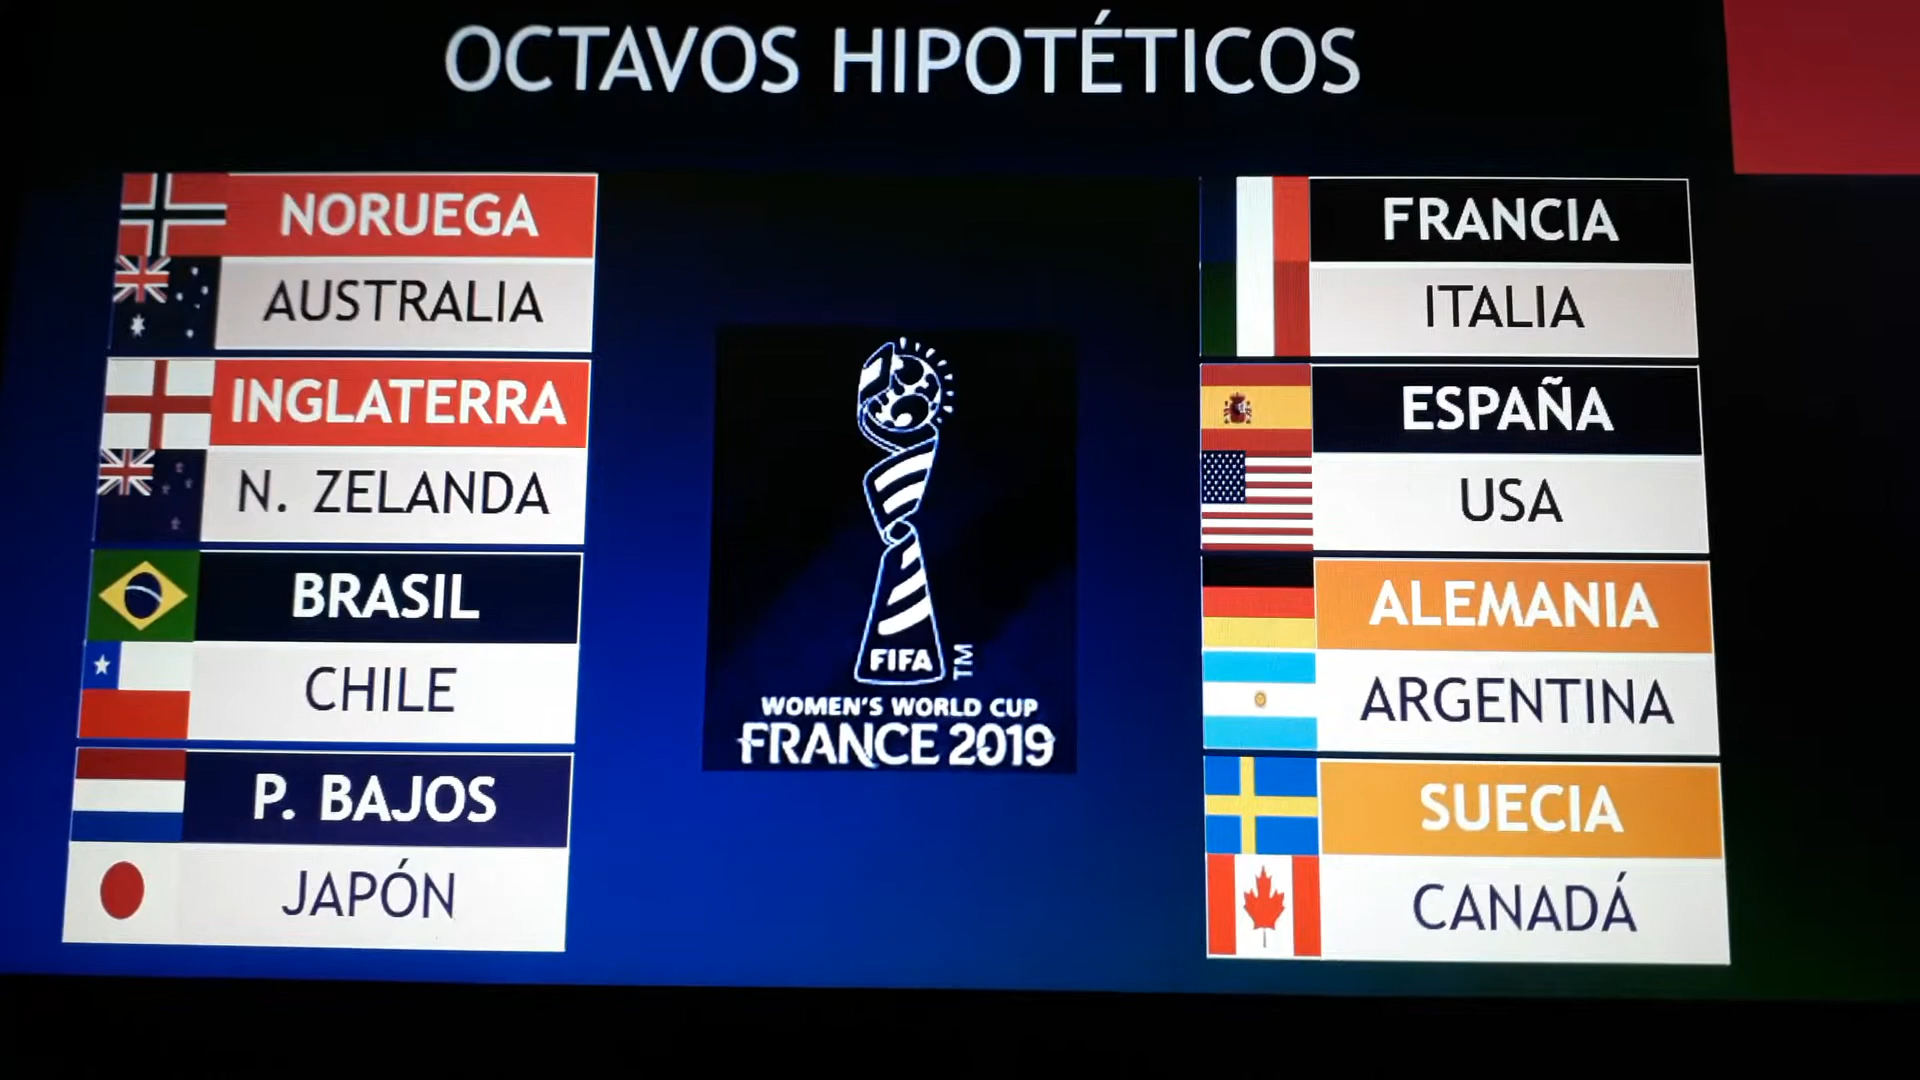 OCTAVOS HIPOTÉTICOS
NORUEGA
AUSTRALIA
INGLATERRA
N. ZELANDA
BRASIL
CHILE
P. BAJOS
JAPÓN
FIFA
TM
WOMEN'S WORLD CUP
FRANCE 2019
FRANCIA
ITALIA
ESPAÑA
USA
ALEMANIA
ARGENTINA
SUECIA
CANADÁ